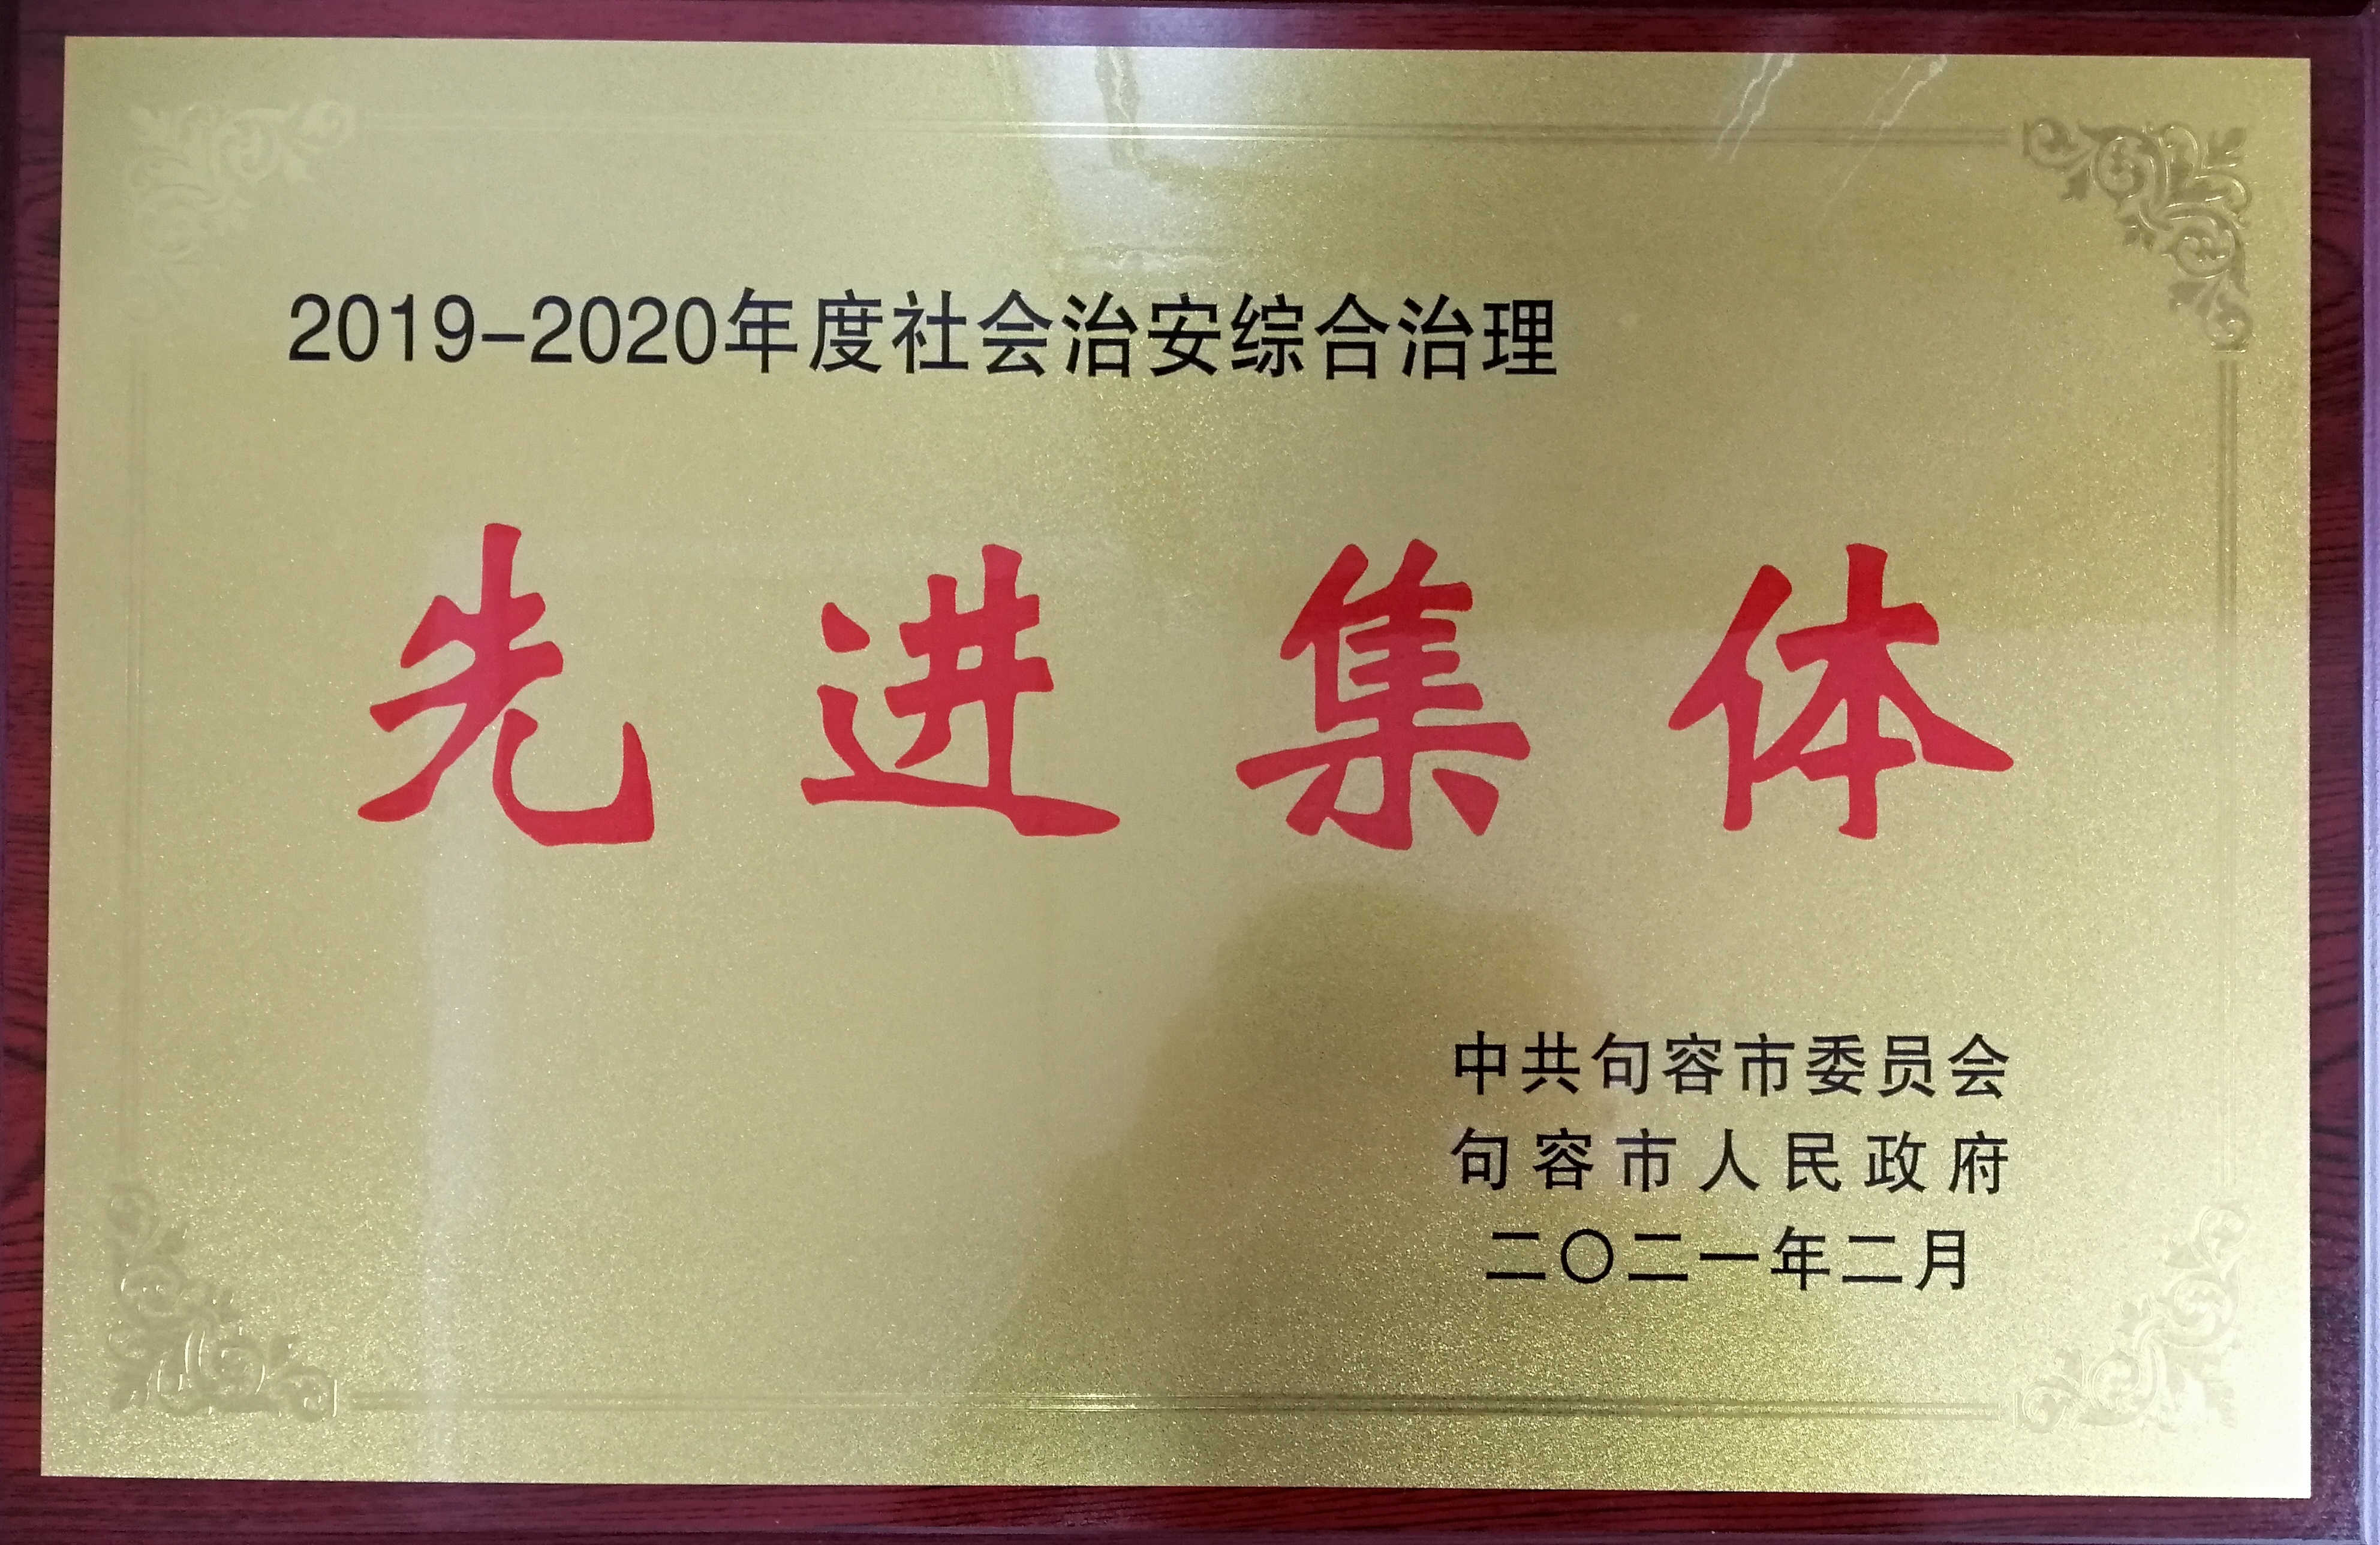 2019-2020年度社会治安综合治理
先进集体
中共句容市委员会
句容市人民政府
二〇二一年二月